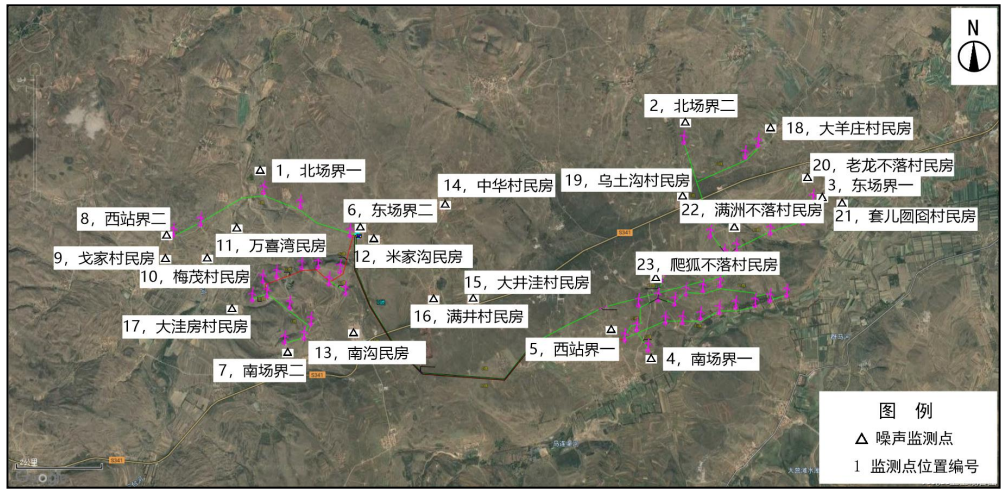 N
2，北场界二
18，大羊庄村民房
20，老龙不落村民房
1，北场界一
19，乌土沟村民房
3，东场界一
14，中华村民房
6，东场界二
22，满洲不落村民房
21，套儿囫囵村民房
8，西站界二
11，万喜湾民房
S341
9，戈家村民房
12，米家沟民房
23，爬狐不落村民房
10，梅茂村民房
15，大井洼村民房
16，满井村民房
17，大洼房村民房
13，南沟民房
5，西站界一
4，南场界一
7，南场界二
S341
图 例
噪声监测点
1 监测点位置编号
S341